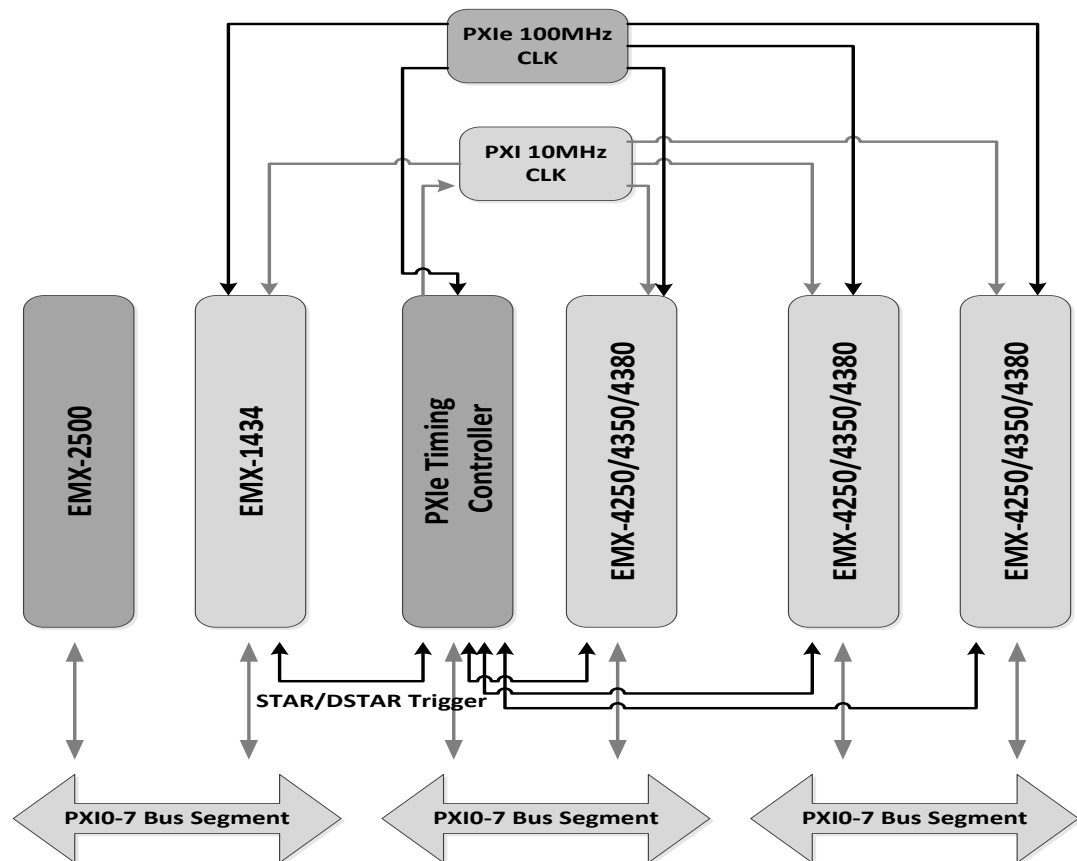 PXIe 100MHz
CLK
PXI 10MHz
CLK
EMX-2500
EMX-1434
PXIe Timing
Controller
EMX-4250/4350/4380
EMX-4250/4350/4380
EMX-4250/4350/4380
STAR/DSTAR Trigger
PXI0-7 Bus Segment
PXI0-7 Bus Segment
PXI0-7 Bus Segment